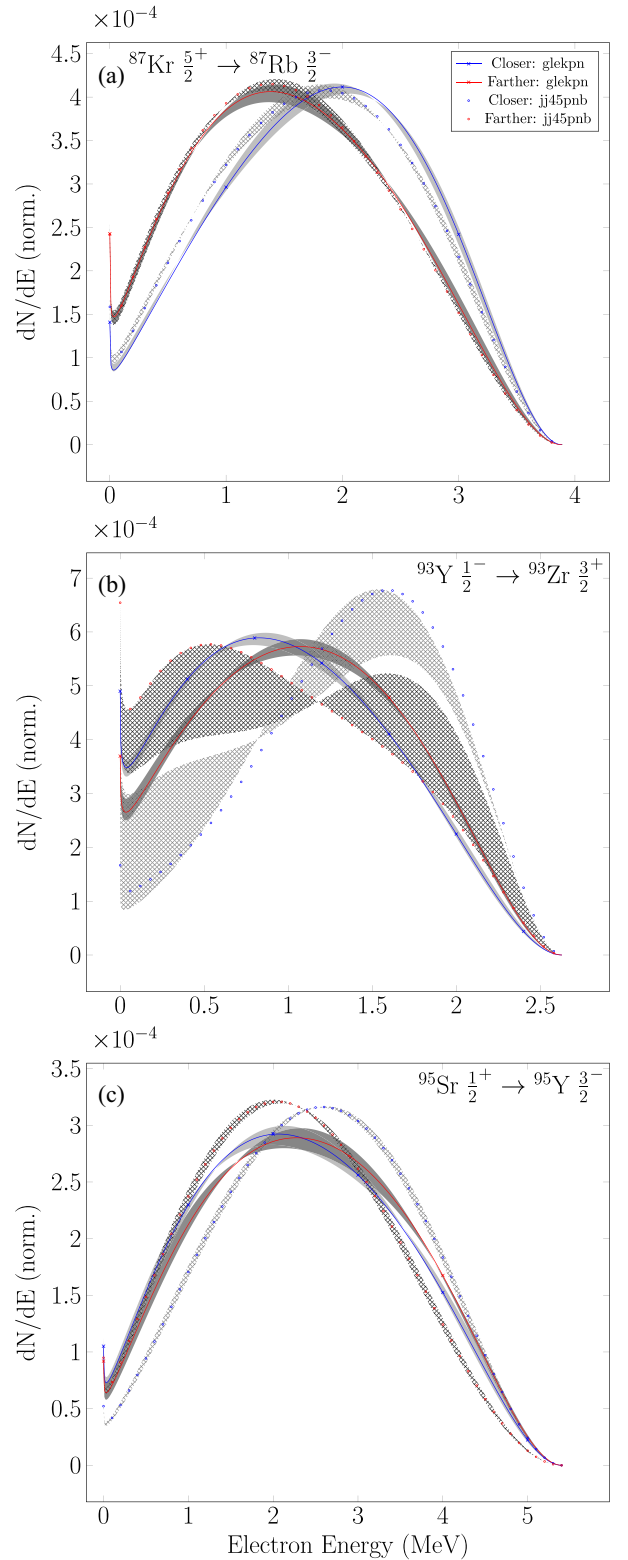 ×10⁻⁴
(a) ⁸⁷Kr 5/2⁺ → ⁸⁷Rb 3/2⁻
Closer: glekpn
Farther: glekpn
Closer: jj45pnb
Farther: jj45pnb
4.5
4
3.5
3
2.5
2
1.5
1
0.5
0
dN/dE (norm.)
0 1 2 3 4
×10⁻⁴
(b) ⁹³Y 1/2⁻ → ⁹³Zr 3/2⁺
7
6
5
4
3
2
1
0
dN/dE (norm.)
0 0.5 1 1.5 2 2.5
×10⁻⁴
(c) ⁹⁵Sr 1/2⁺ → ⁹⁵Y 3/2⁻
3.5
3
2.5
2
1.5
1
0.5
0
dN/dE (norm.)
0 1 2 3 4 5
Electron Energy (MeV)